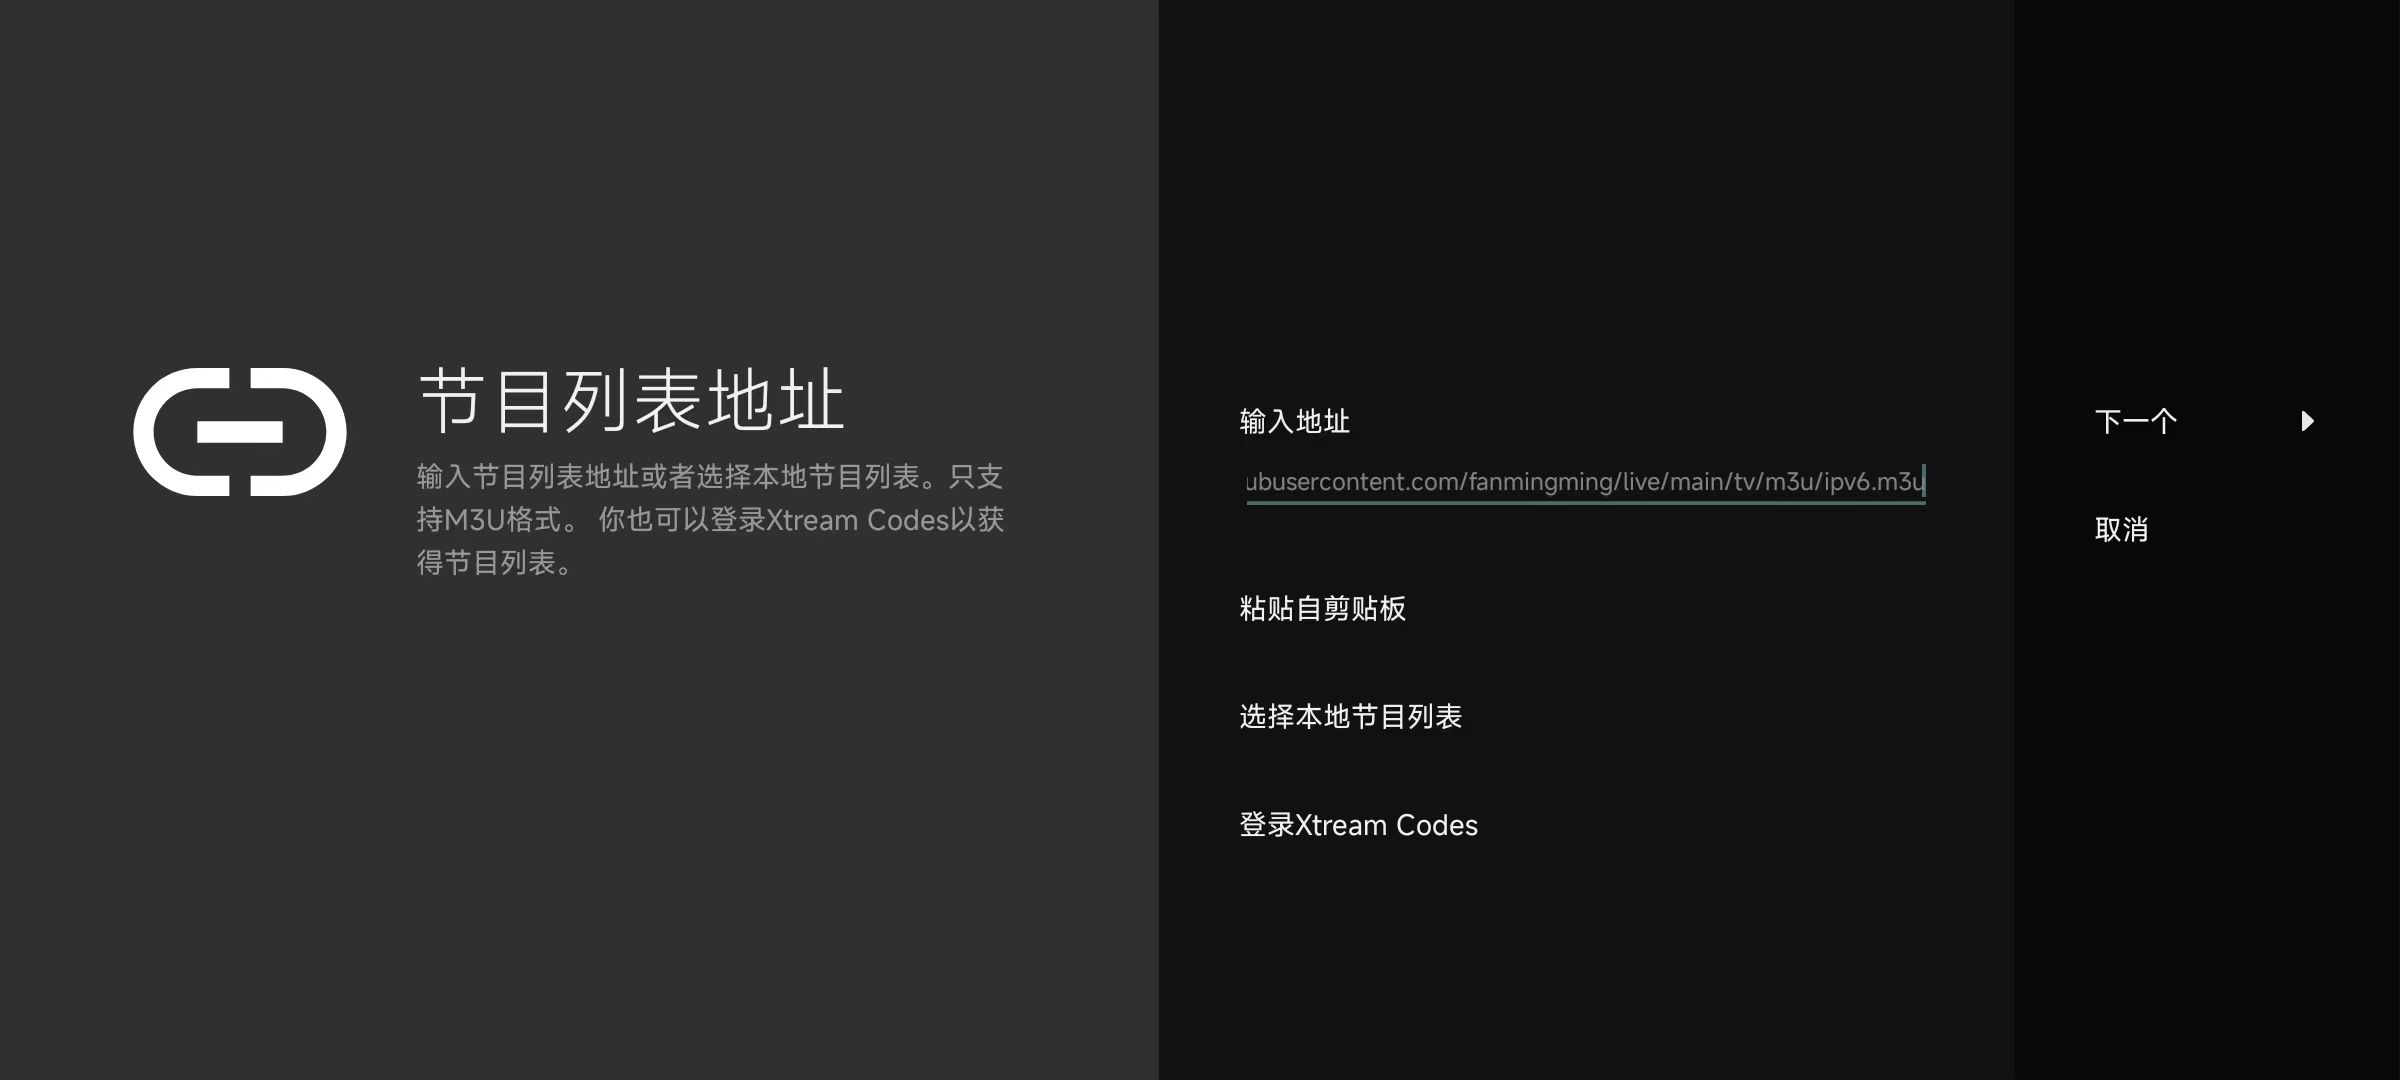 节目列表地址
输入节目列表地址或者选择本地节目列表。只支
持M3U格式。 你也可以登录Xtream Codes以获
得节目列表。
输入地址
ubusercontent.com/fanmingming/live/main/tv/m3u/ipv6.m3u
粘贴自剪贴板
选择本地节目列表
登录Xtream Codes
下一个
取消